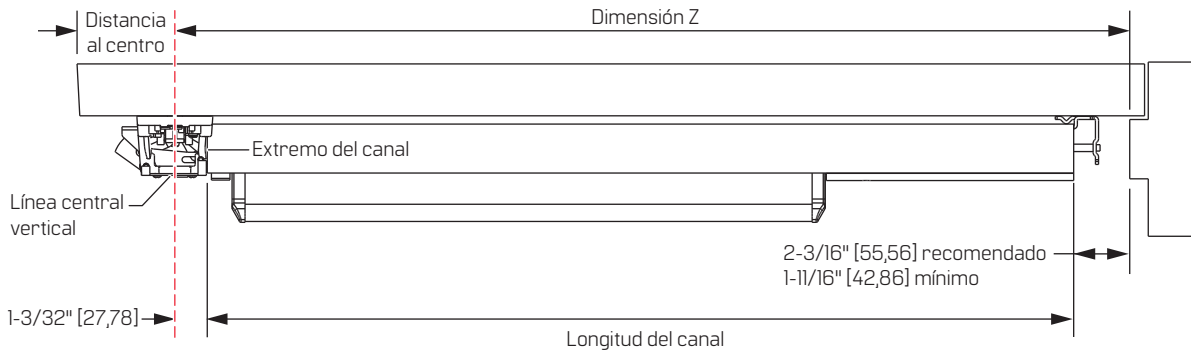 Distancia
al centro
Dimensión Z
Extremo del canal
Línea central
vertical
2-3/16" [55,56] recomendado
1-11/16" [42,86] mínimo
1-3/32" [27,78]
Longitud del canal